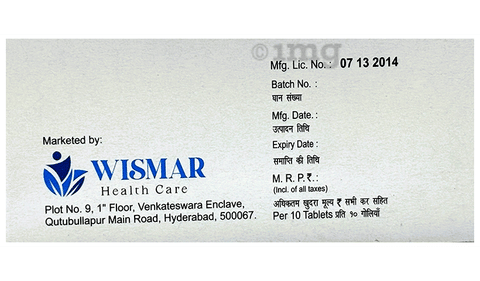 ©1mg
Mfg. Lic. No. : 07 13 2014
Batch No. :
घान संख्या
Mfg. Date. :
उत्पादन तिथि
Expiry Date :
समाप्ति की तिथि
M. R. P.₹. :
(Incl. of all taxes)
अधिकतम खुदरा मूल्य ₹ सभी कर सहित
Per 10 Tablets प्रति १० गोलियाँ
Marketed by:
WISMAR
Health Care
Plot No. 9, 1" Floor, Venkateswara Enclave,
Qutubullapur Main Road, Hyderabad, 500067.